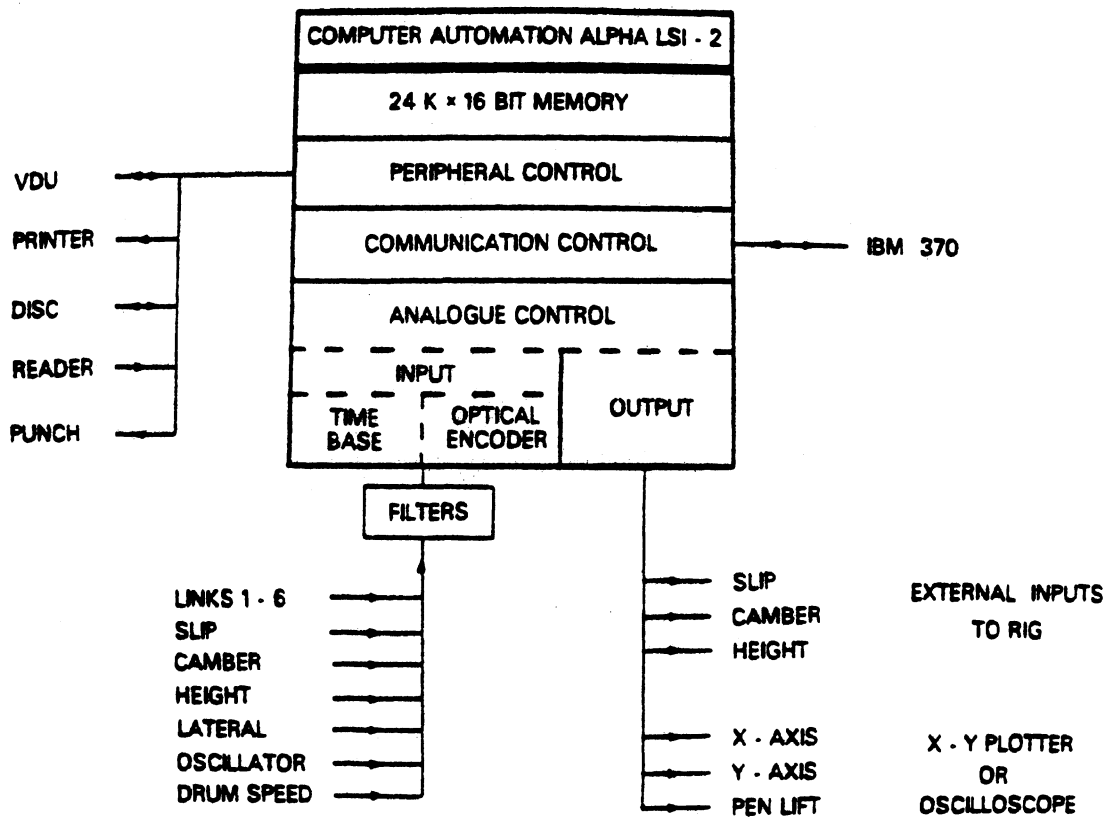 COMPUTER AUTOMATION ALPHA LSI - 2
24 K × 16 BIT MEMORY
PERIPHERAL CONTROL
COMMUNICATION CONTROL
ANALOGUE CONTROL
INPUT
TIME
BASE
OPTICAL
ENCODER
OUTPUT
VDU
PRINTER
DISC
READER
PUNCH
IBM 370
FILTERS
LINKS 1 - 6
SLIP
CAMBER
HEIGHT
LATERAL
OSCILLATOR
DRUM SPEED
SLIP
CAMBER
HEIGHT
EXTERNAL INPUTS
TO RIG
X - AXIS
Y - AXIS
PEN LIFT
X - Y PLOTTER
OR
OSCILLOSCOPE